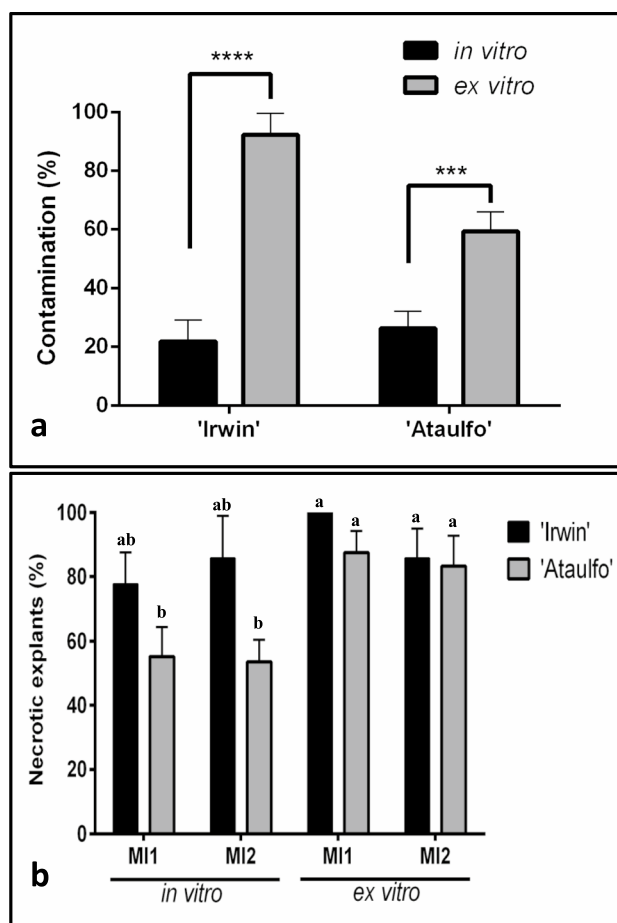 in vitro
ex vitro
****
***
Contamination (%)
100
80
60
40
20
0
'Irwin'
'Ataulfo'
a
'Irwin'
'Ataulfo'
ab
b
ab
b
a
a
a
a
Necrotic explants (%)
100
80
60
40
20
0
MI1
MI2
MI1
MI2
in vitro
ex vitro
b